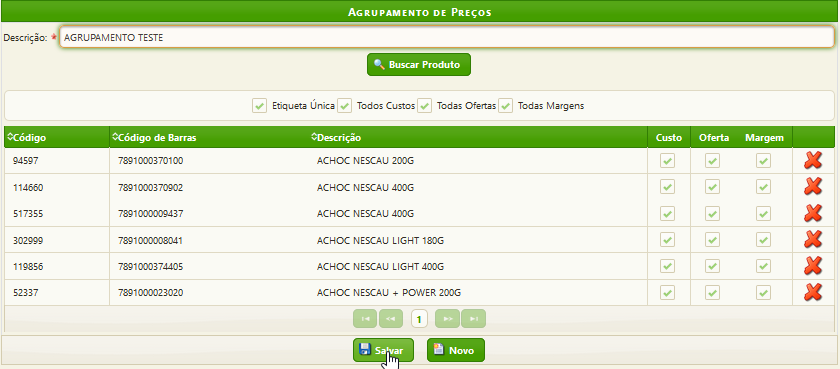 Agrupamento de Preços
Descrição: * AGRUPAMENTO TESTE
Buscar Produto
Etiqueta Única Todos Custos Todas Ofertas Todas Margens
Código Código de Barras Descrição Custo Oferta Margem
94597 7891000370100 ACHOC NESCAU 200G
114660 7891000370902 ACHOC NESCAU 400G
517355 7891000009437 ACHOC NESCAU 400G
302999 7891000008041 ACHOC NESCAU LIGHT 180G
119856 7891000374405 ACHOC NESCAU LIGHT 400G
52337 7891000023020 ACHOC NESCAU + POWER 200G
1
Salvar Novo